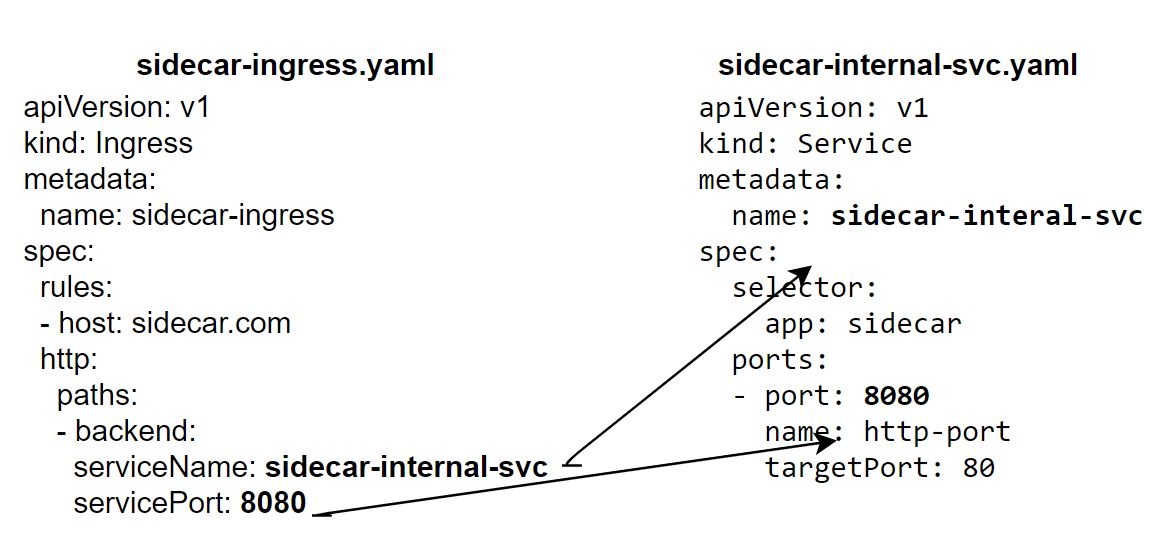 sidecar-ingress.yaml
apiVersion: v1
kind: Ingress
metadata:
  name: sidecar-ingress
spec:
  rules:
  - host: sidecar.com
  http:
    paths:
    - backend:
      serviceName: sidecar-internal-svc
      servicePort: 8080
sidecar-internal-svc.yaml
apiVersion: v1
kind: Service
metadata:
  name: sidecar-interal-svc
spec:
  selector:
    app: sidecar
  ports:
  - port: 8080
    name: http-port
    targetPort: 80